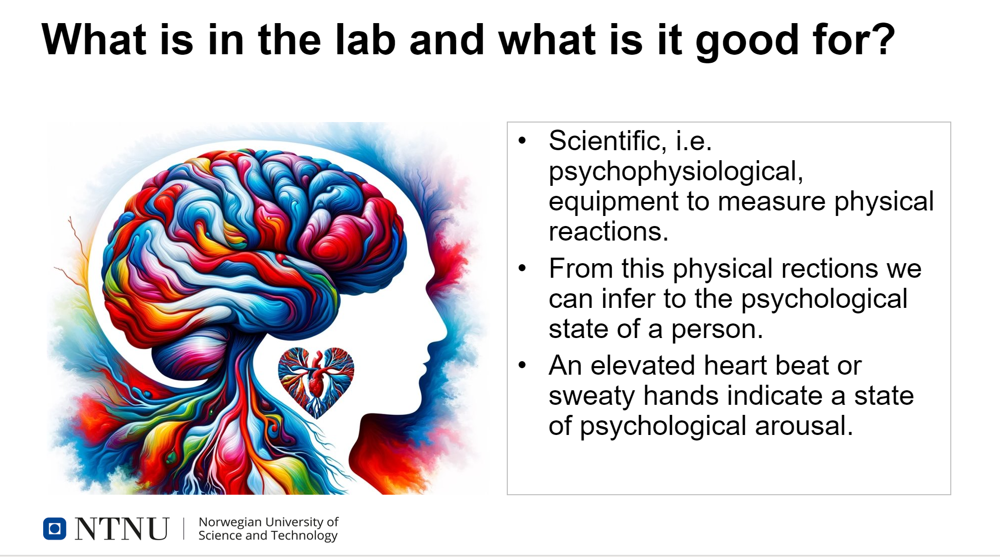 What is in the lab and what is it good for?
• Scientific, i.e.
psychophysiological,
equipment to measure physical
reactions.
• From this physical rections we
can infer to the psychological
state of a person.
• An elevated heart beat or
sweaty hands indicate a state
of psychological arousal.
NTNU
Norwegian University of
Science and Technology